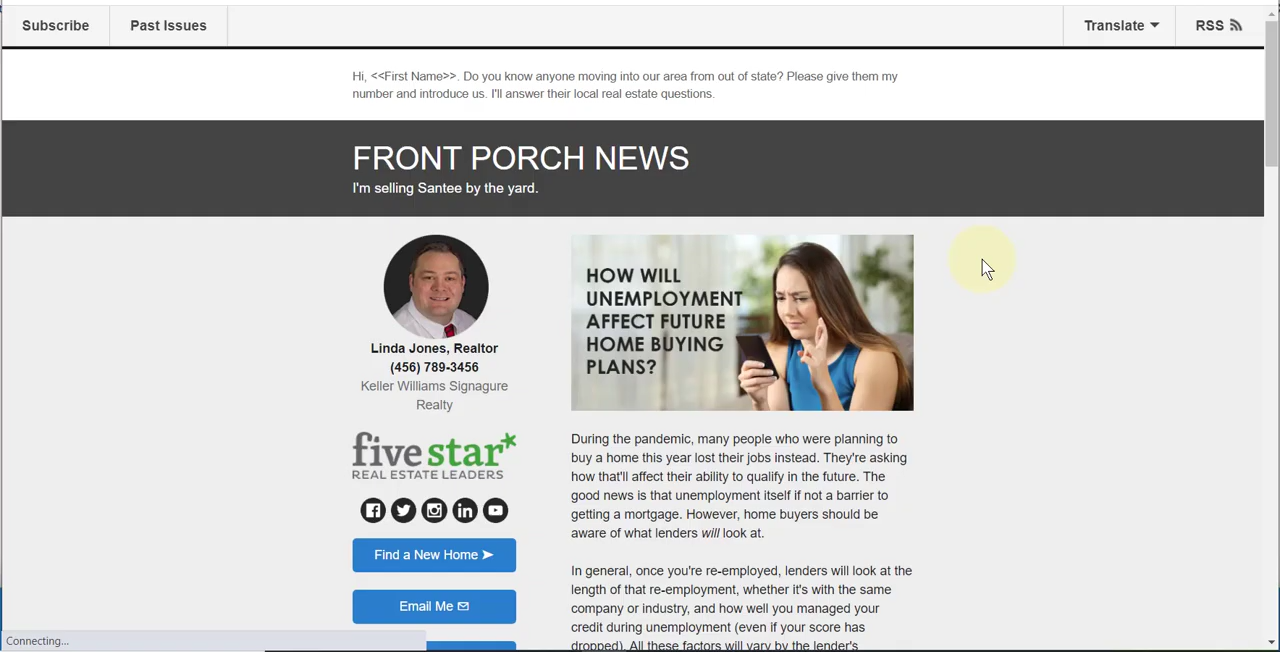 Subscribe
Past Issues
Translate
RSS
Hi, <<First Name>>. Do you know anyone moving into our area from out of state? Please give them my
number and introduce us. I'll answer their local real estate questions.
FRONT PORCH NEWS
I'm selling Santee by the yard.
Linda Jones, Realtor
(456) 789-3456
Keller Williams Signagure
Realty
five star*
REAL ESTATE LEADERS
Find a New Home
Email Me
HOW WILL
UNEMPLOYMENT
AFFECT FUTURE
HOME BUYING
PLANS?
During the pandemic, many people who were planning to
buy a home this year lost their jobs instead. They're asking
how that'll affect their ability to qualify in the future. The
good news is that unemployment itself if not a barrier to
getting a mortgage. However, home buyers should be
aware of what lenders will look at.
In general, once you're re-employed, lenders will look at the
length of that re-employment, whether it's with the same
company or industry, and how well you managed your
credit during unemployment (even if your score has
dropped). All these factors will vary by the lender's
Connecting...